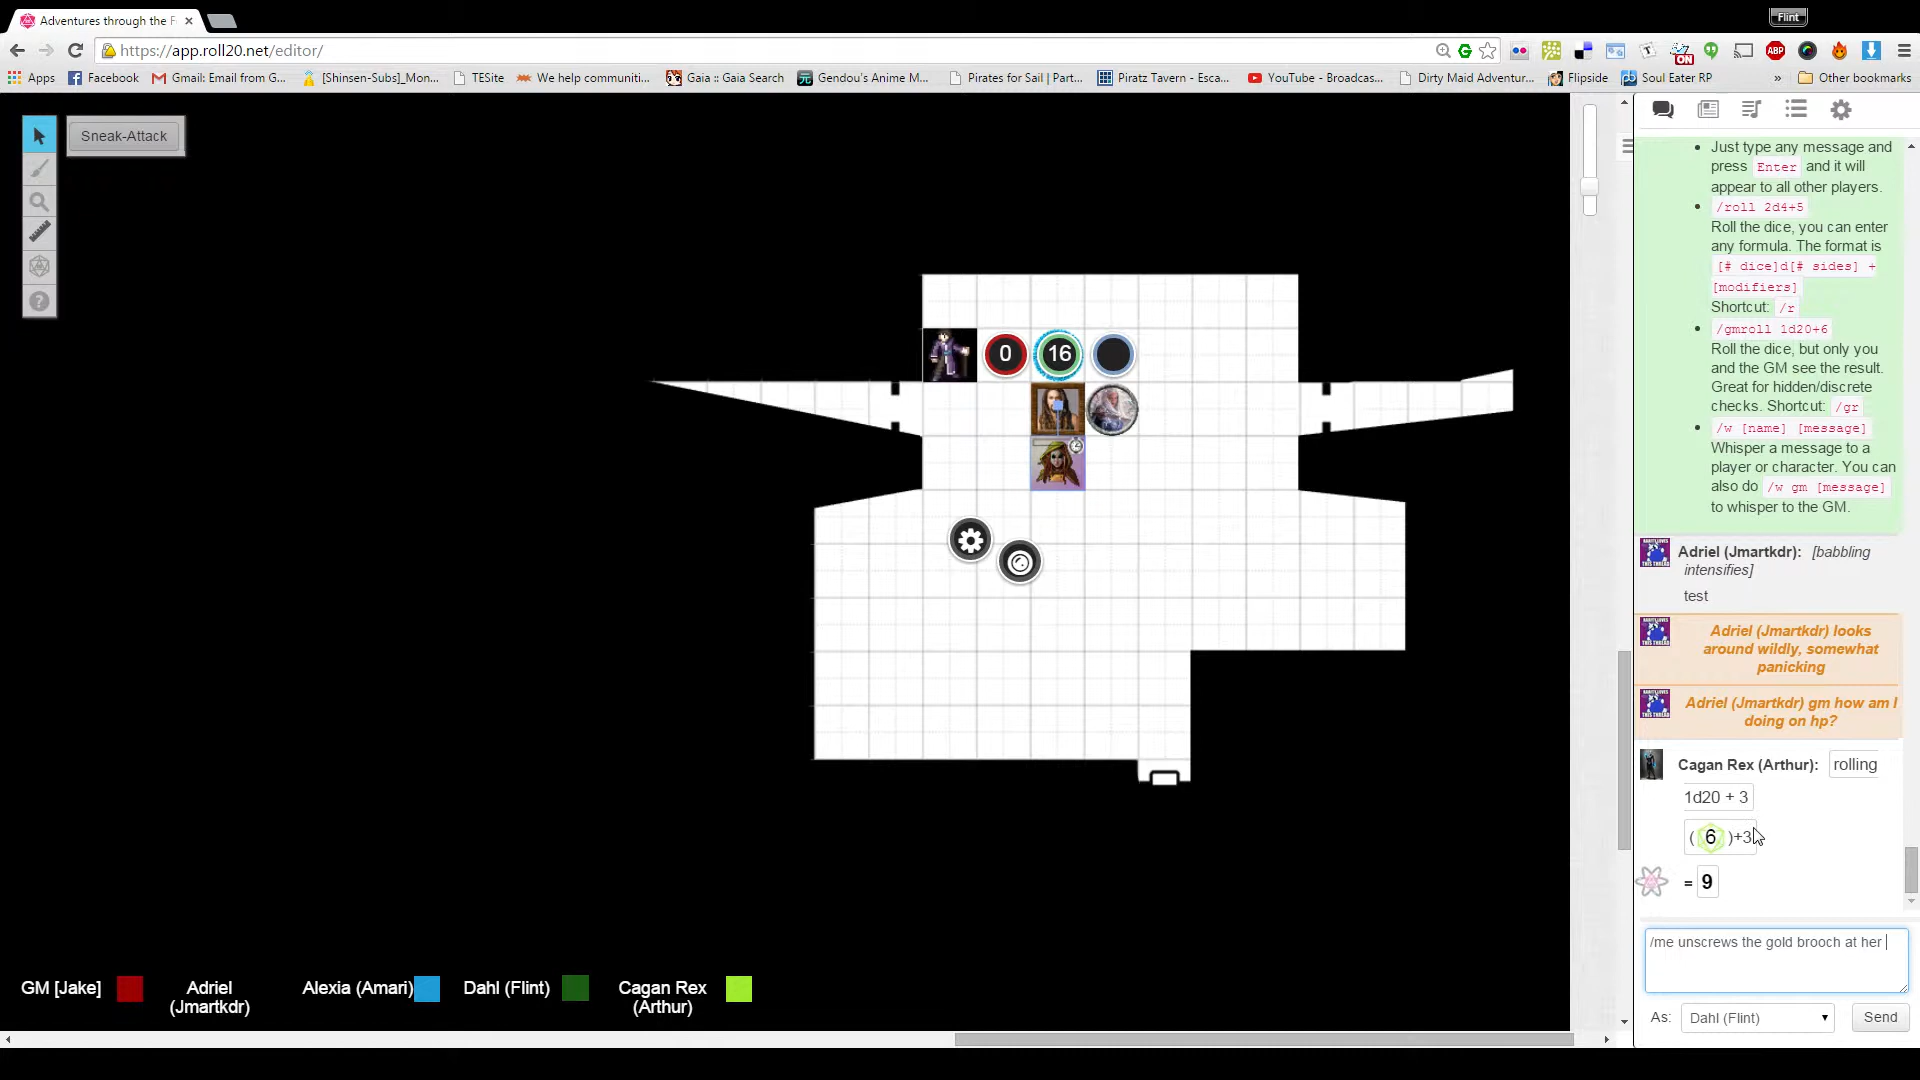 Adventures through the F
Flint
https://app.roll20.net/editor/
ABP
ON
Apps
Facebook
Gmail: Email from G...
[Shinsen-Subs]_Mon...
TESite
We help communiti...
Gaia :: Gaia Search
Gendou's Anime M...
Pirates for Sail | Part...
Piratz Tavern - Esca...
YouTube - Broadcas...
Dirty Maid Adventur...
Flipside
Soul Eater RP
»
Other bookmarks
Sneak-Attack
0
16
• Just type any message and
press Enter and it will
appear to all other players.
• /roll 2d4+5
Roll the dice, you can enter
any formula. The format is
[# dice]d[# sides] +
[modifiers]
Shortcut: /r
• /gmroll 1d20+6
Roll the dice, but only you
and the GM see the result.
Great for hidden/discrete
checks. Shortcut: /gr
• /w [name] [message]
Whisper a message to a
player or character. You can
also do /w gm [message]
to whisper to the GM.
Adriel (Jmartkdr): [babbling
intensifies]
test
Adriel (Jmartkdr) looks
around wildly, somewhat
panicking
Adriel (Jmartkdr) gm how am I
doing on hp?
Cagan Rex (Arthur): rolling
1d20 + 3
(6)+3
= 9
/me unscrews the gold brooch at her
As: Dahl (Flint)
Send
GM [Jake]
Adriel
(Jmartkdr)
Alexia (Amari)
Dahl (Flint)
Cagan Rex
(Arthur)